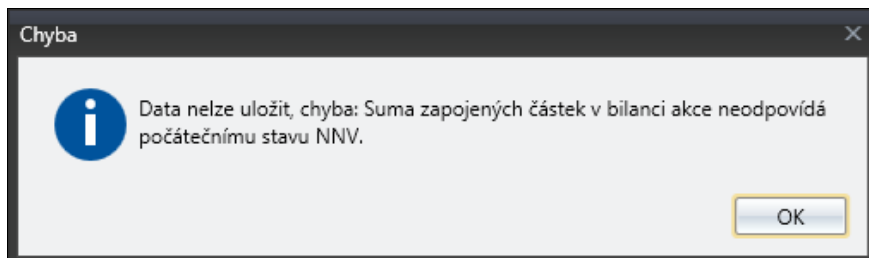 Chyba
Data nelze uložit, chyba: Suma zapojených částek v bilanci akce neodpovídá
počátečnímu stavu NNV.
OK